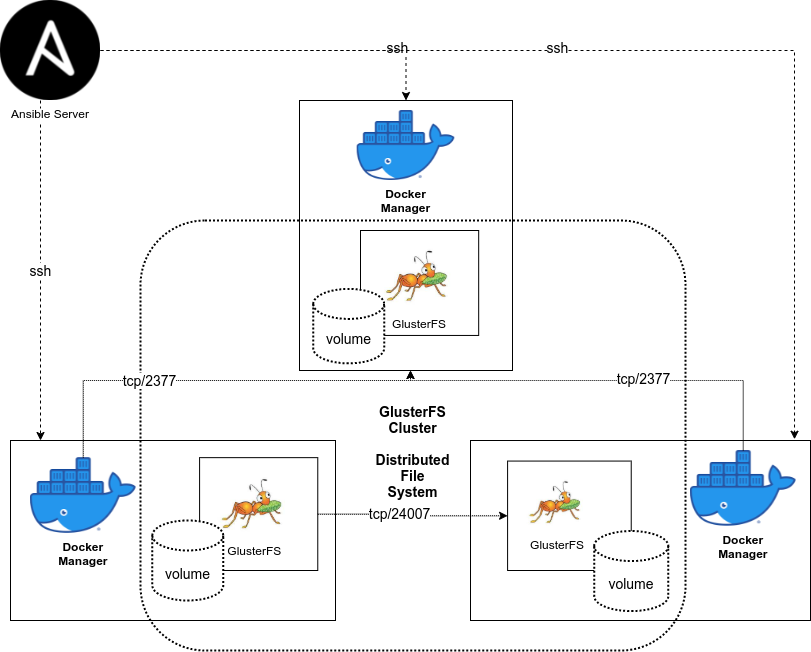 ssh
ssh
Ansible Server
Docker
Manager
ssh
GlusterFS
volume
tcp/2377
tcp/2377
GlusterFS
Cluster
Distributed
File
System
tcp/24007
Docker
Manager
GlusterFS
volume
GlusterFS
volume
Docker
Manager